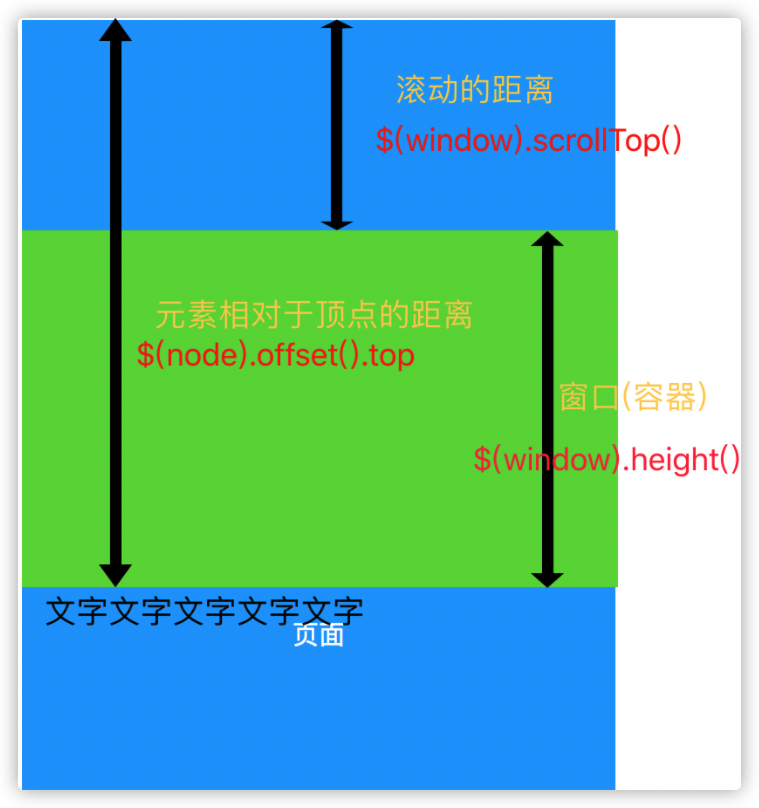 滚动的距离
$(window).scrollTop()
元素相对于顶点的距离
$(node).offset().top
窗口(容器)
$(window).height()
文字文字文字文字文字
页面